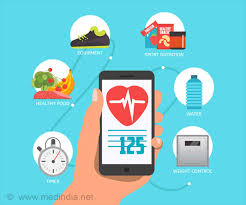 EQUIPMENT
SPORT NUTRITION
HEALTHY FOOD
125
WATER
TIMER
WEIGHT CONTROL
© www.medindia.net